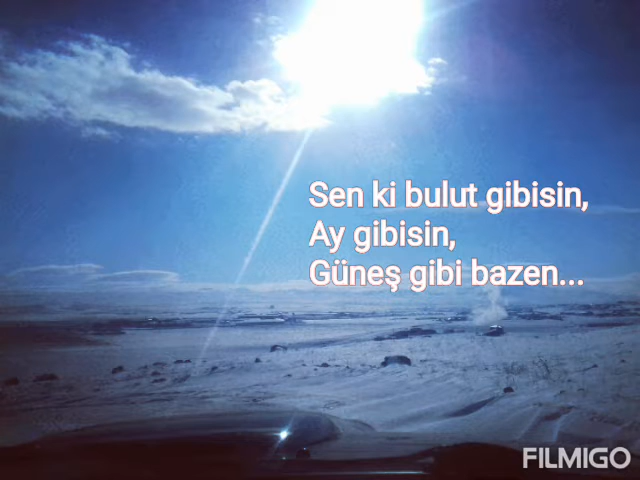 Sen ki bulut gibisin,
Ay gibisin,
Güneş gibi bazen...
FILMIGO